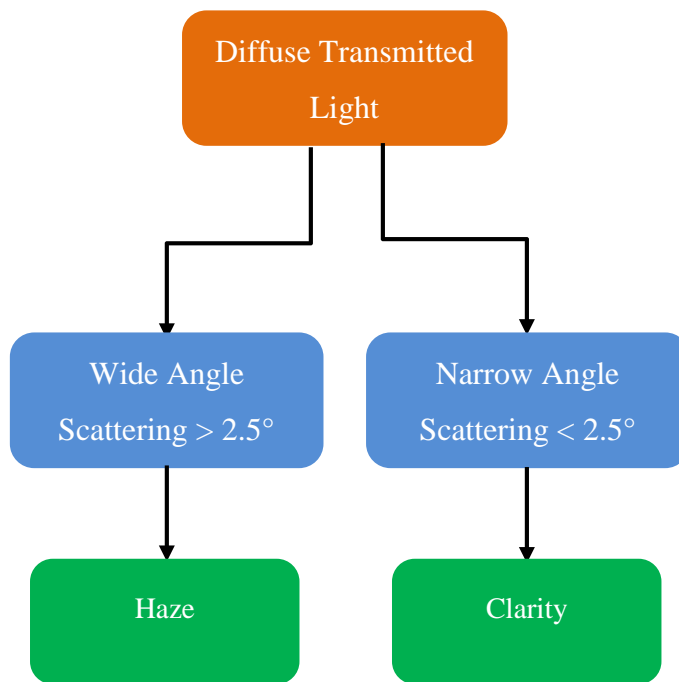 Diffuse Transmitted
Light
Wide Angle
Scattering > 2.5°
Narrow Angle
Scattering < 2.5°
Haze
Clarity